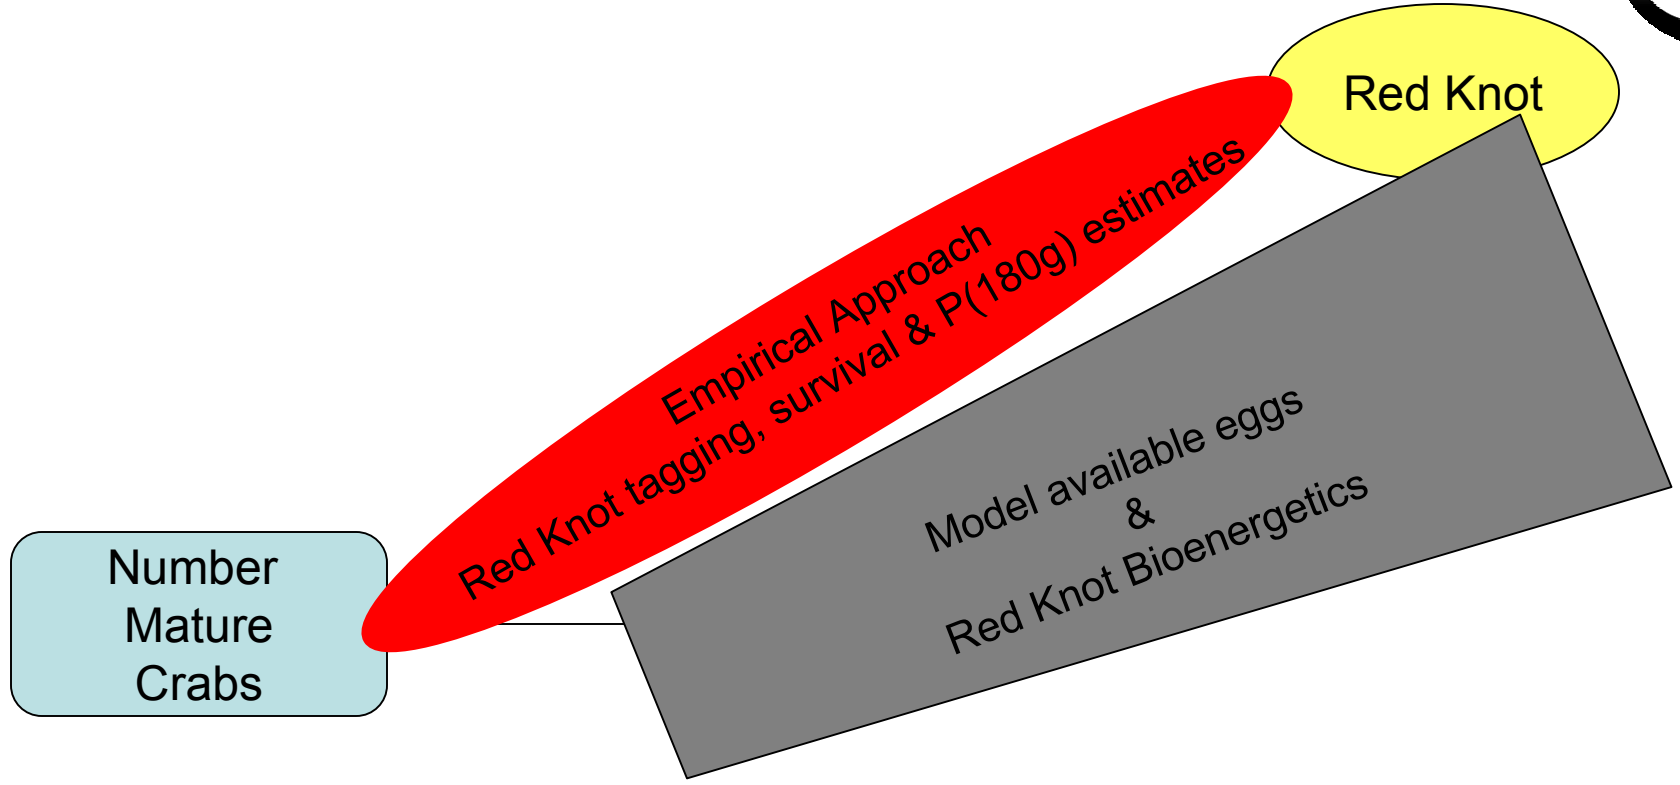 Red Knot
Empirical Approach
Red Knot tagging, survival & P(180g) estimates
Model available eggs
&
Red Knot Bioenergetics
Number
Mature
Crabs